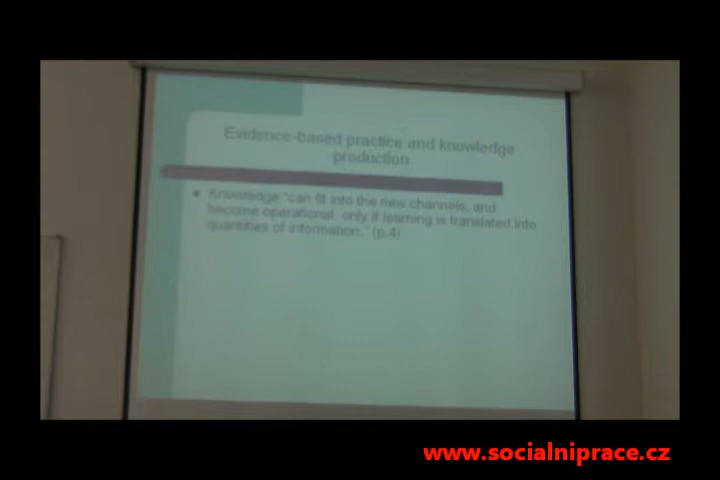 Evidence-based practice and knowledge
production
Knowledge "can fit into the new channels, and
become operational, only if learning is translated into
quantities of information." (p.4)
www.socialniprace.cz